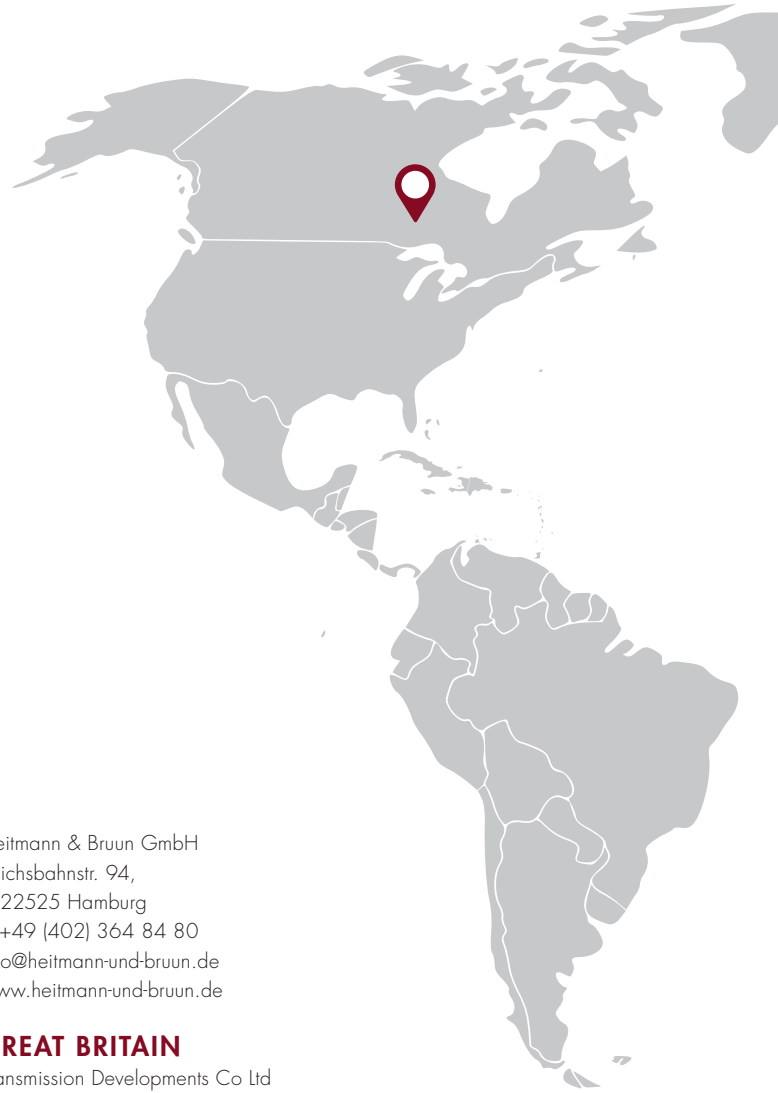 eitmann & Bruun GmbH
ichsbahnstr. 94,
22525 Hamburg
+49 (402) 364 84 80
o@heitmann-und-bruun.de
ww.heitmann-und-bruun.de
REAT BRITAIN
ansmission Developments Co Ltd